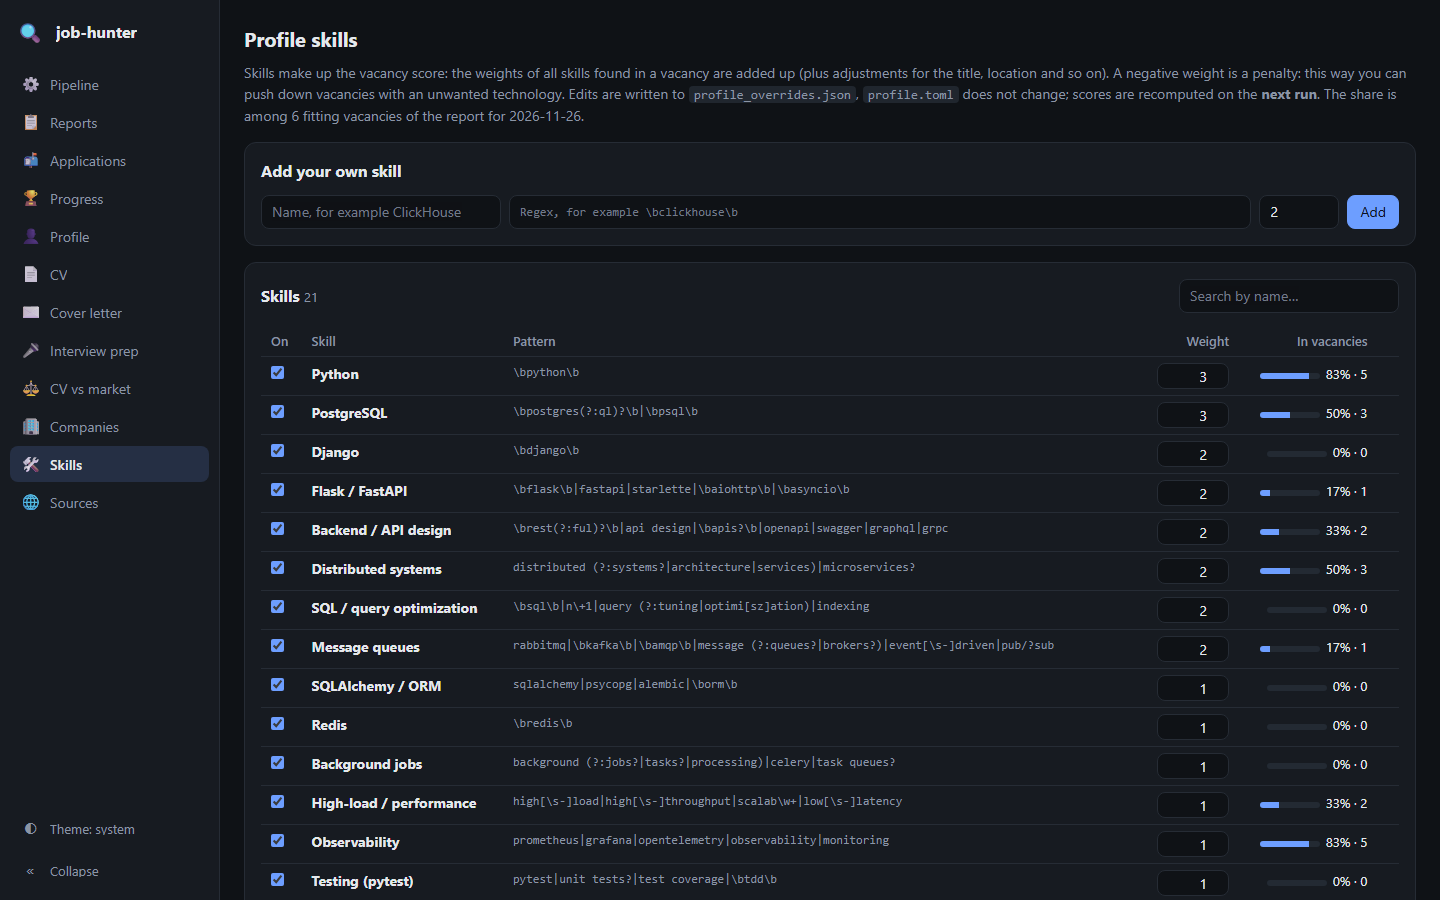 job-hunter
Pipeline
Reports
Applications
Progress
Profile
CV
Cover letter
Interview prep
CV vs market
Companies
Skills
Sources
Theme: system
« Collapse
Profile skills
Skills make up the vacancy score: the weights of all skills found in a vacancy are added up (plus adjustments for the title, location and so on). A negative weight is a penalty: this way you can
push down vacancies with an unwanted technology. Edits are written to profile_overrides.json, profile.toml does not change; scores are recomputed on the next run. The share is
among 6 fitting vacancies of the report for 2026-11-26.
Add your own skill
Name, for example ClickHouse Regex, for example \bclickhouse\b 2 Add
Skills 21 Search by name...
On Skill Pattern Weight In vacancies
Python \bpython\b 3 83% · 5
PostgreSQL \bpostgres(?:ql)?\b|\bpsql\b 3 50% · 3
Django \bdjango\b 2 0% · 0
Flask / FastAPI \bflask\b|fastapi|starlette|\baiohttp\b|\basyncio\b 2 17% · 1
Backend / API design \brest(?:ful)?\b|api design|\bapis?\b|openapi|swagger|graphql|grpc 2 33% · 2
Distributed systems distributed (?:systems?|architecture|services)|microservices? 2 50% · 3
SQL / query optimization \bsql\b|n\+1|query (?:tuning|optimi[sz]ation)|indexing 2 0% · 0
Message queues rabbitmq|\bkafka\b|\bamqp\b|message (?:queues?|brokers?)|event[\s-]driven|pub/?sub 2 17% · 1
SQLAlchemy / ORM sqlalchemy|psycopg|alembic|\borm\b 1 0% · 0
Redis \bredis\b 1 0% · 0
Background jobs background (?:jobs?|tasks?|processing)|celery|task queues? 1 0% · 0
High-load / performance high[\s-]load|high[\s-]throughput|scalab\w+|low[\s-]latency 1 33% · 2
Observability prometheus|grafana|opentelemetry|observability|monitoring 1 83% · 5
Testing (pytest) pytest|unit tests?|test coverage|\btdd\b 1 0% · 0